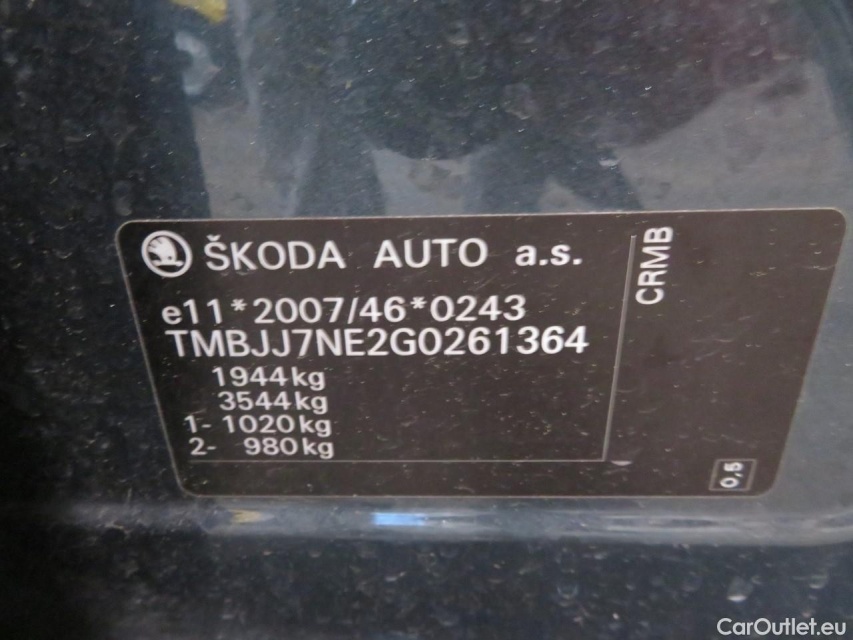 ŠKODA AUTO a.s.
e11*2007/46*0243
TMBJJ7NE2G0261364
1944kg
3544kg
1- 1020kg
2- 980kg
CRMB
0,5
CarOutlet.eu